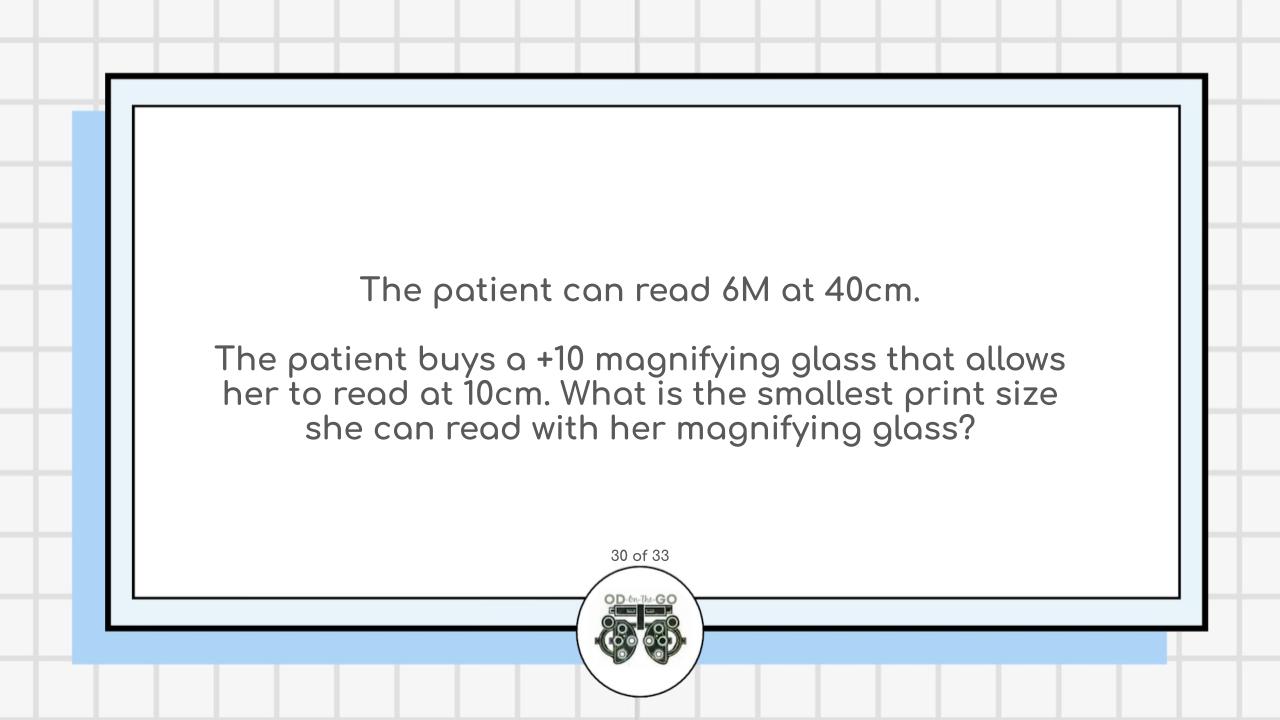 The patient can read 6M at 40cm.
The patient buys a +10 magnifying glass that allows
her to read at 10cm. What is the smallest print size
she can read with her magnifying glass?
30 of 33
OD-On-The-GO